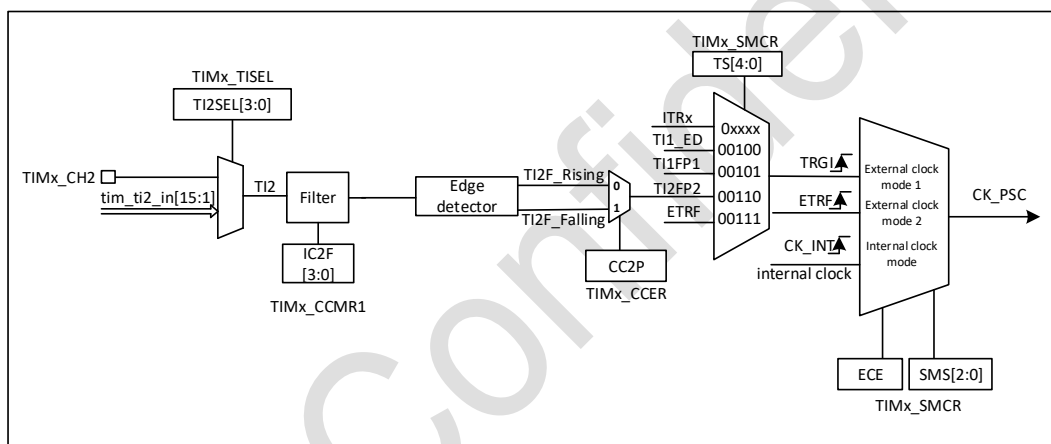 TIMx_SMCR
TS[4:0]
TIMx_TISEL
TI2SEL[3:0]
TIMx_CH2
tim_ti2_in[15:1]
TI2
Filter
IC2F
[3:0]
TIMx_CCMR1
Edge
detector
TI2F_Rising
TI2F_Falling
0
1
CC2P
TIMx_CCER
ITRx
TI1_ED
TI1FP1
TI2FP2
ETRF
0xxxx
00100
00101
00110
00111
TRGI
ETRF
CK_INT
internal clock
External clock
mode 1
External clock
mode 2
Internal clock
mode
CK_PSC
ECE
SMS[2:0]
TIMx_SMCR